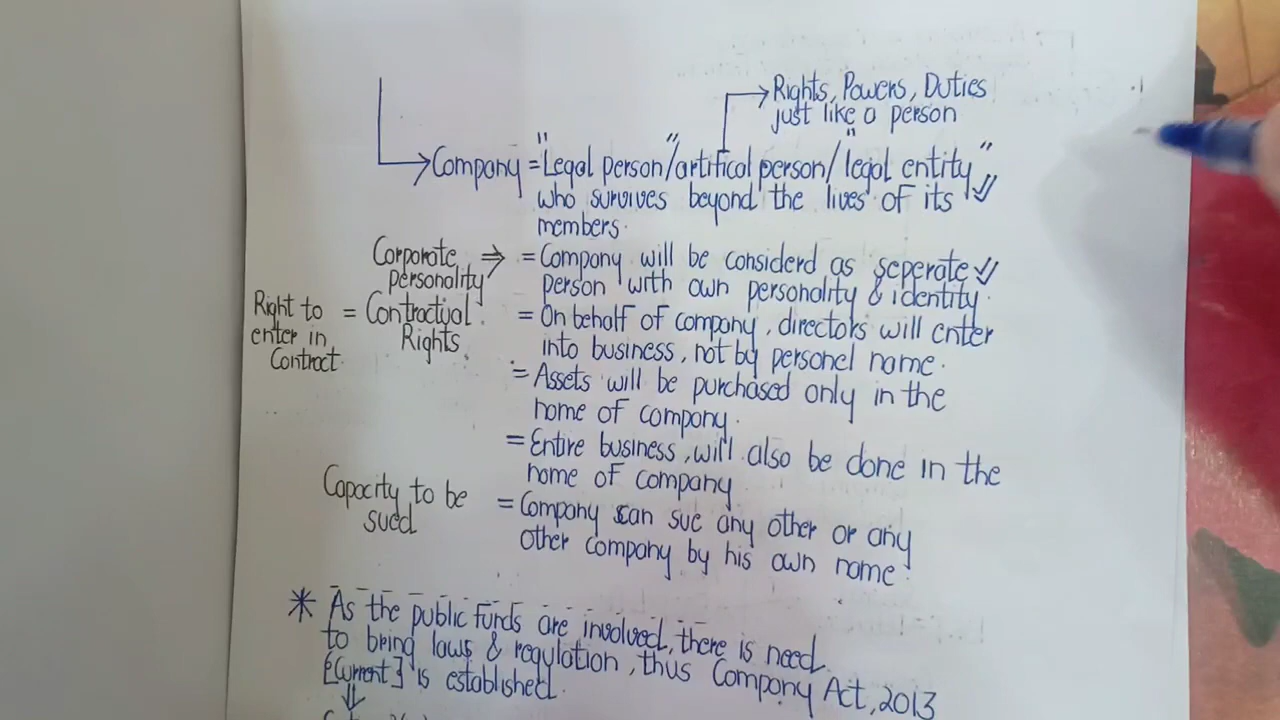 Rights, Powers, Duties
just like a person
Company = "Legal person"/artifical person/"legal entity"
who survives beyond the lives of its
members.
Corporate personality ⇒ = Company will be considerd as seperate
person with own personality & identity.
Right to enter in Contract = Contractual Rights = On behalf of company, directors will enter
into business, not by personel name.
= Assets will be purchased only in the
name of company.
= Entire business, will also be done in the
name of company
Capacity to be sued = Company can sue any other or any
other company by his own name
* As the public funds are involved, there is need
to bring laws & regulation, thus Company Act, 2013
[Current] is established.